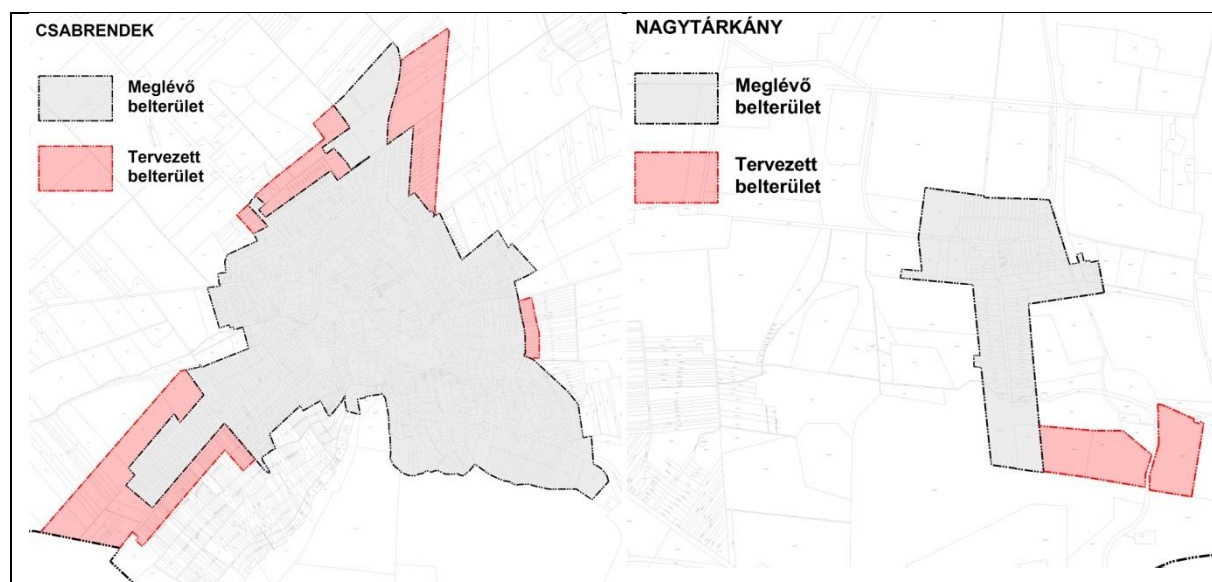 CSABRENDEK
Meglévő
belterület
Tervezett
belterület
NAGYTÁRKÁNY
Meglévő
belterület
Tervezett
belterület